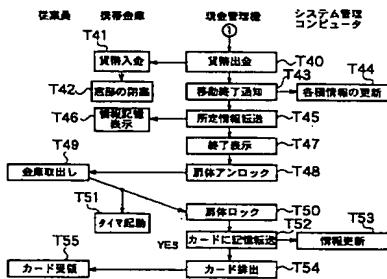 従業員
携帯金庫
現金管理機
システム管理
コンピュータ
①
T41
T40
貨幣入金
貨幣出金
T43
T44
T42
窓部の閉塞
移動終了通知
各種情報の更新
T46
情報記憶
表示
所定情報転送
T45
終了表示
T47
T49
金庫取出し
扉体アンロック
T48
T51
タイマ起動
扉体ロック
T50
T52
T53
YES
カードに記憶転送
情報更新
T55
カード受領
カード排出
T54